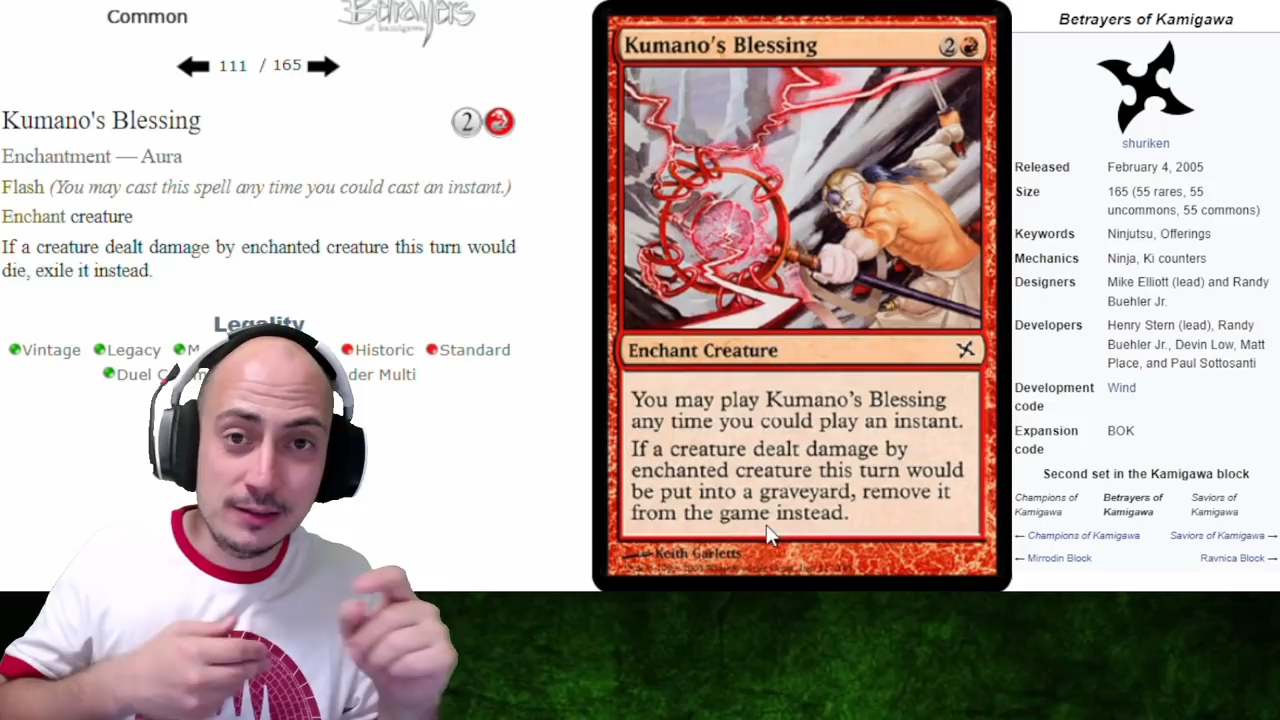 Common
Betrayers
of Kamigawa
111 / 165
Kumano's Blessing
2
Enchantment — Aura
Flash (You may cast this spell any time you could cast an instant.)
Enchant creature
If a creature dealt damage by enchanted creature this turn would
die, exile it instead.
Legality
Vintage Legacy M Historic Standard
Duel C der Multi
Kumano's Blessing
2
Enchant Creature
You may play Kumano's Blessing
any time you could play an instant.
If a creature dealt damage by
enchanted creature this turn would
be put into a graveyard, remove it
from the game instead.
Keith Garletts
Betrayers of Kamigawa
shuriken
Released February 4, 2005
Size 165 (55 rares, 55
uncommons, 55 commons)
Keywords Ninjutsu, Offerings
Mechanics Ninja, Ki counters
Designers Mike Elliott (lead) and Randy
Buehler Jr.
Developers Henry Stern (lead), Randy
Buehler Jr., Devin Low, Matt
Place, and Paul Sottosanti
Development Wind
code
Expansion BOK
code
Second set in the Kamigawa block
Champions of Betrayers of Saviors of
Kamigawa Kamigawa Kamigawa
← Champions of Kamigawa Saviors of Kamigawa →
← Mirrodin Block Ravnica Block →